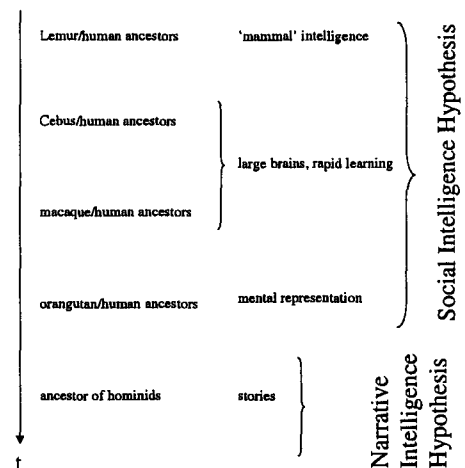 Lemur/human ancestors 'mammal' intelligence
Cebus/human ancestors
large brains, rapid learning
macaque/human ancestors
orangutan/human ancestors mental representation
ancestor of hominids stories
t
Social Intelligence Hypothesis
Narrative
Intelligence
Hypothesis